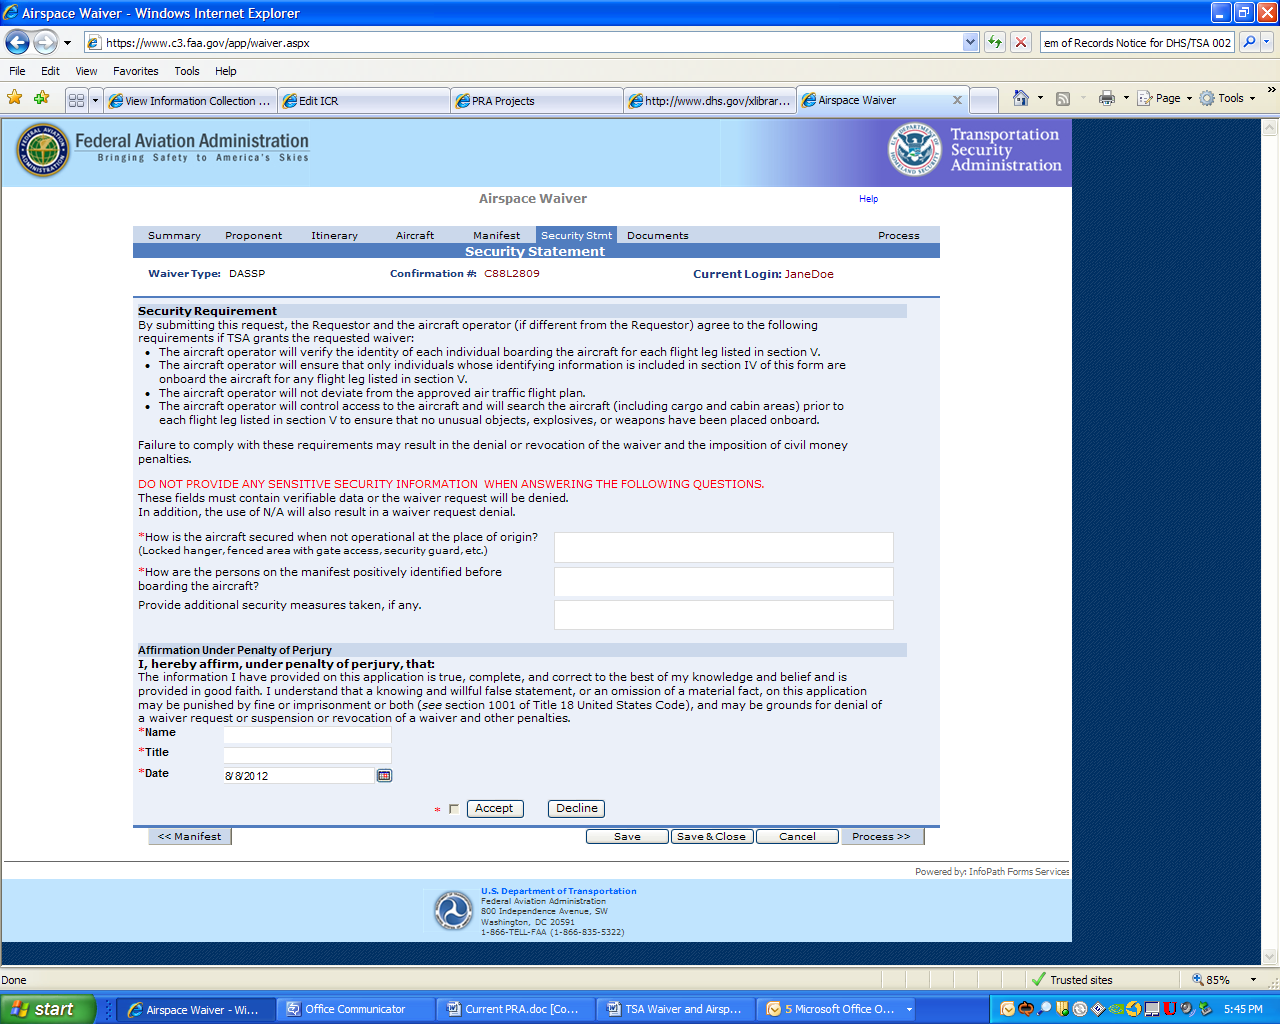 Airspace Waiver - Windows Internet Explorer
https://www.c3.faa.gov/app/waiver.aspx
em of Records Notice for DHS/TSA 002
File Edit View Favorites Tools Help
View Information Collection ...
Edit ICR
PRA Projects
http://www.dhs.gov/xlibrar...
Airspace Waiver
Page
Tools
Federal Aviation Administration
Bringing Safety to America's Skies
Transportation
Security
Administration
Airspace Waiver
Help
Summary Proponent Itinerary Aircraft Manifest Security Stmt Documents Process
Security Statement
Waiver Type: DASSP Confirmation #: C88L2809 Current Login: JaneDoe
Security Requirement
By submitting this request, the Requestor and the aircraft operator (if different from the Requestor) agree to the following
requirements if TSA grants the requested waiver:
• The aircraft operator will verify the identity of each individual boarding the aircraft for each flight leg listed in section V.
• The aircraft operator will ensure that only individuals whose identifying information is included in section IV of this form are
onboard the aircraft for any flight leg listed in section V.
• The aircraft operator will not deviate from the approved air traffic flight plan.
• The aircraft operator will control access to the aircraft and will search the aircraft (including cargo and cabin areas) prior to
each flight leg listed in section V to ensure that no unusual objects, explosives, or weapons have been placed onboard.
Failure to comply with these requirements may result in the denial or revocation of the waiver and the imposition of civil money
penalties.
DO NOT PROVIDE ANY SENSITIVE SECURITY INFORMATION WHEN ANSWERING THE FOLLOWING QUESTIONS.
These fields must contain verifiable data or the waiver request will be denied.
In addition, the use of N/A will also result in a waiver request denial.
*How is the aircraft secured when not operational at the place of origin?
(Locked hanger, fenced area with gate access, security guard, etc.)
*How are the persons on the manifest positively identified before
boarding the aircraft?
Provide additional security measures taken, if any.
Affirmation Under Penalty of Perjury
I, hereby affirm, under penalty of perjury, that:
The information I have provided on this application is true, complete, and correct to the best of my knowledge and belief and is
provided in good faith. I understand that a knowing and willful false statement, or an omission of a material fact, on this application
may be punished by fine or imprisonment or both (see section 1001 of Title 18 United States Code), and may be grounds for denial of
a waiver request or suspension or revocation of a waiver and other penalties.
*Name
*Title
*Date 8/8/2012
* Accept Decline
<< Manifest Save Save & Close Cancel Process >>
Powered by: InfoPath Forms Services
U.S. Department of Transportation
Federal Aviation Administration
800 Independence Avenue, SW
Washington, DC 20591
1-866-TELL-FAA (1-866-835-5322)
Done Trusted sites 85%
start Airspace Waiver - Wi... Office Communicator Current PRA.doc [Co... TSA Waiver and Airsp... 5 Microsoft Office O... 5:45 PM